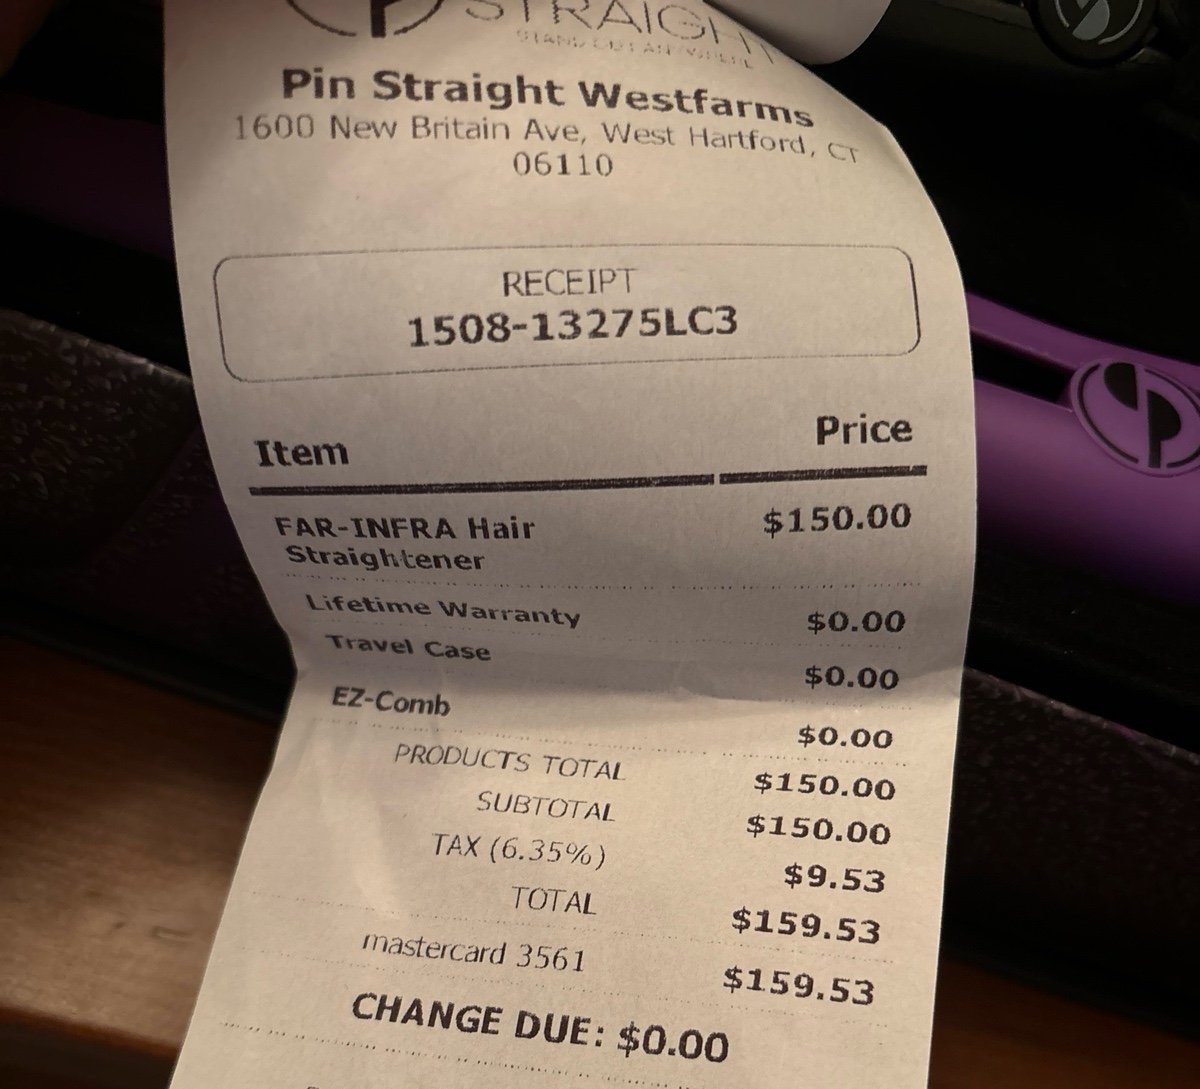 STRAIGHT
Pin Straight Westfarms
1600 New Britain Ave, West Hartford, CT
06110
RECEIPT
1508-13275LC3
Item Price
FAR-INFRA Hair $150.00
Straightener
Lifetime Warranty $0.00
Travel Case $0.00
EZ-Comb $0.00
PRODUCTS TOTAL $150.00
SUBTOTAL $150.00
TAX (6.35%) $9.53
TOTAL $159.53
mastercard 3561 $159.53
CHANGE DUE: $0.00